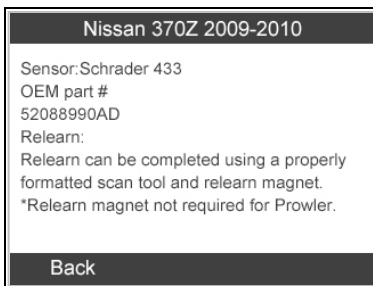 Nissan 370Z 2009-2010
Sensor:Schrader 433
OEM part #
52088990AD
Relearn:
Relearn can be completed using a properly
formatted scan tool and relearn magnet.
*Relearn magnet not required for Prowler.
Back